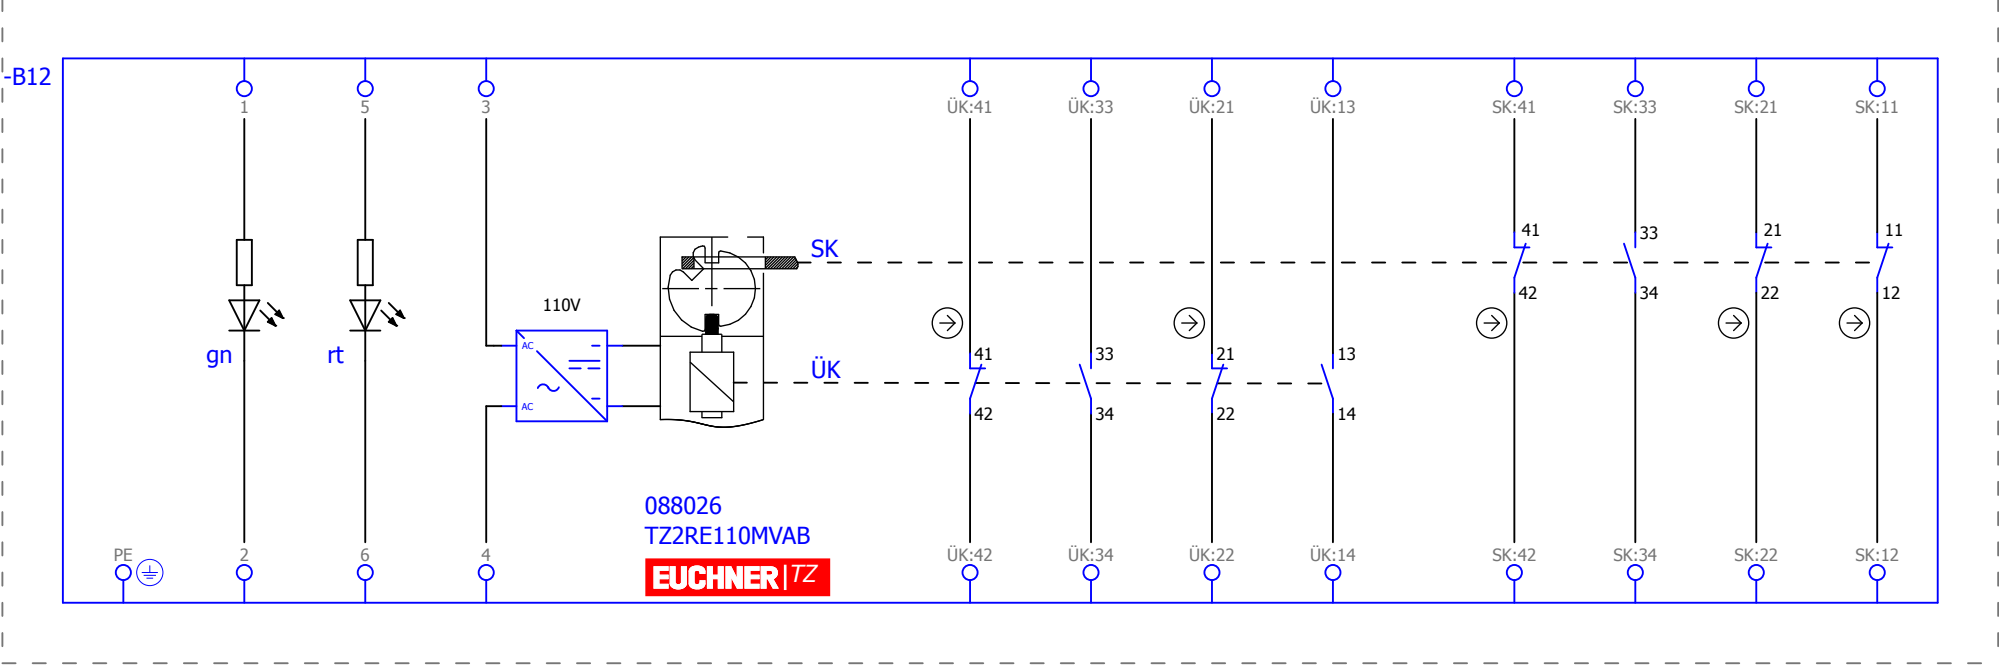 -B12
1 5 3 ÜK:41 ÜK:33 ÜK:21 ÜK:13 SK:41 SK:33 SK:21 SK:11
41 33 21 11
SK
42 34 22 12
110V
gn rt AC
41 33 21 13
ÜK
AC 42 34 22 14
088026
TZ2RE110MVAB
PE 2 6 4 ÜK:42 ÜK:34 ÜK:22 ÜK:14 SK:42 SK:34 SK:22 SK:12
EUCHNER|TZ